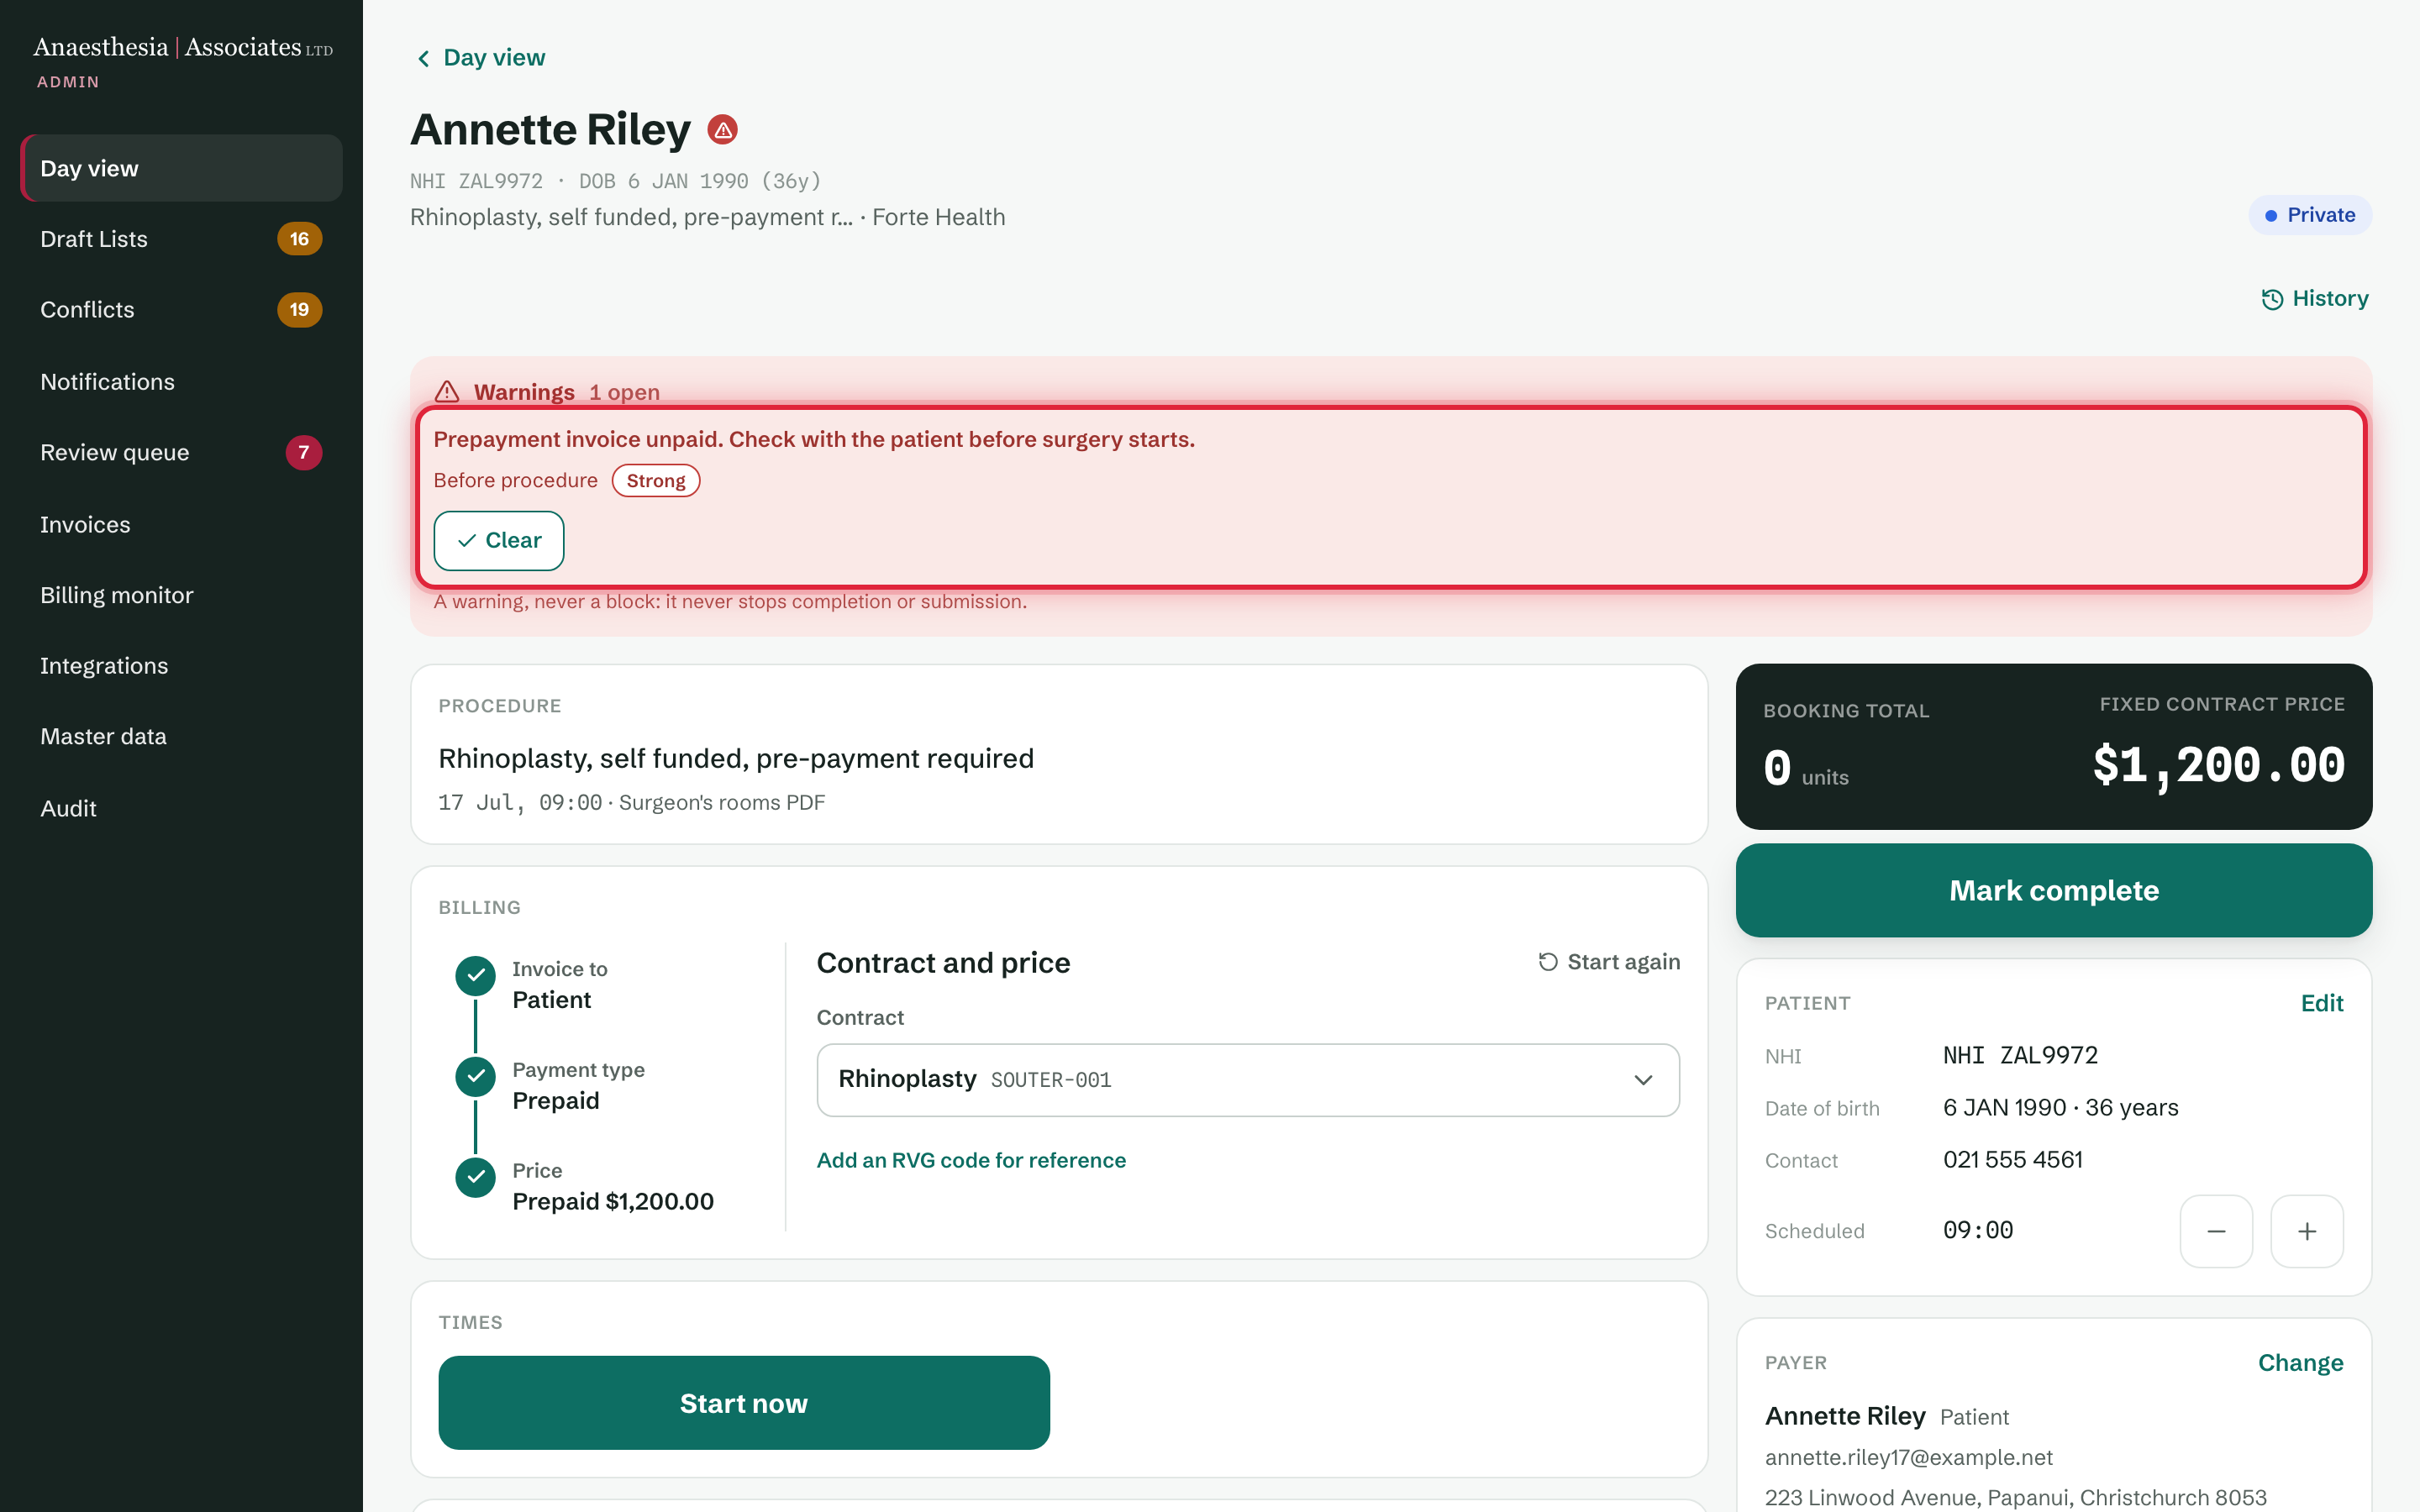 Anaesthesia | Associates LTD
ADMIN
Day view
Draft Lists 16
Conflicts 19
Notifications
Review queue 7
Invoices
Billing monitor
Integrations
Master data
Audit
Day view
Annette Riley
NHI ZAL9972 · DOB 6 JAN 1990 (36y)
Rhinoplasty, self funded, pre-payment r... · Forte Health
Private
History
Warnings 1 open
Prepayment invoice unpaid. Check with the patient before surgery starts.
Before procedure Strong
Clear
A warning, never a block: it never stops completion or submission.
PROCEDURE
Rhinoplasty, self funded, pre-payment required
17 Jul, 09:00 · Surgeon's rooms PDF
BILLING
Invoice to
Patient
Payment type
Prepaid
Price
Prepaid $1,200.00
Contract and price
Start again
Contract
Rhinoplasty SOUTER-001
Add an RVG code for reference
TIMES
Start now
BOOKING TOTAL
0 units
FIXED CONTRACT PRICE
$1,200.00
Mark complete
PATIENT
Edit
NHI NHI ZAL9972
Date of birth 6 JAN 1990 · 36 years
Contact 021 555 4561
Scheduled 09:00
PAYER
Change
Annette Riley Patient
annette.riley17@example.net
223 Linwood Avenue, Papanui, Christchurch 8053